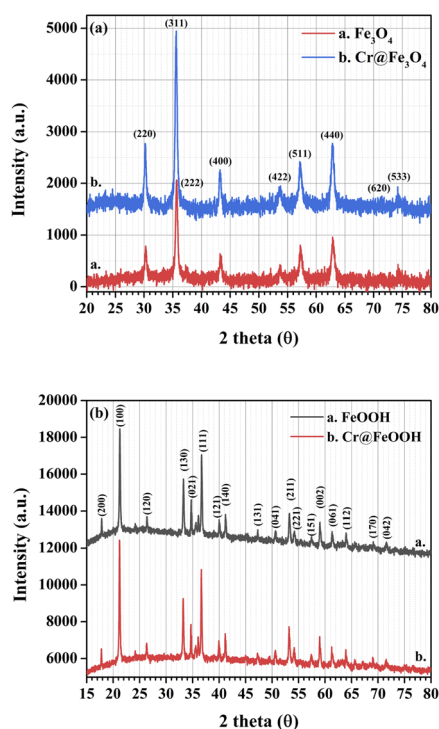 (a)
(311)
a. Fe₃O₄
b. Cr@Fe₃O₄
(220)
(222)
(400)
(422)
(511)
(440)
(620)
(533)
b.
a.
5000
4000
3000
2000
1000
0
Intensity (a.u.)
20 25 30 35 40 45 50 55 60 65 70 75 80
2 theta (θ)
(b)
a. FeOOH
b. Cr@FeOOH
(200)
(100)
(120)
(130)
(021)
(111)
(121)
(140)
(131)
(041)
(211)
(221)
(151)
(002)
(061)
(112)
(170)
(042)
a.
b.
20000
18000
16000
14000
12000
10000
8000
6000
Intensity (a.u.)
15 20 25 30 35 40 45 50 55 60 65 70 75 80
2 theta (θ)